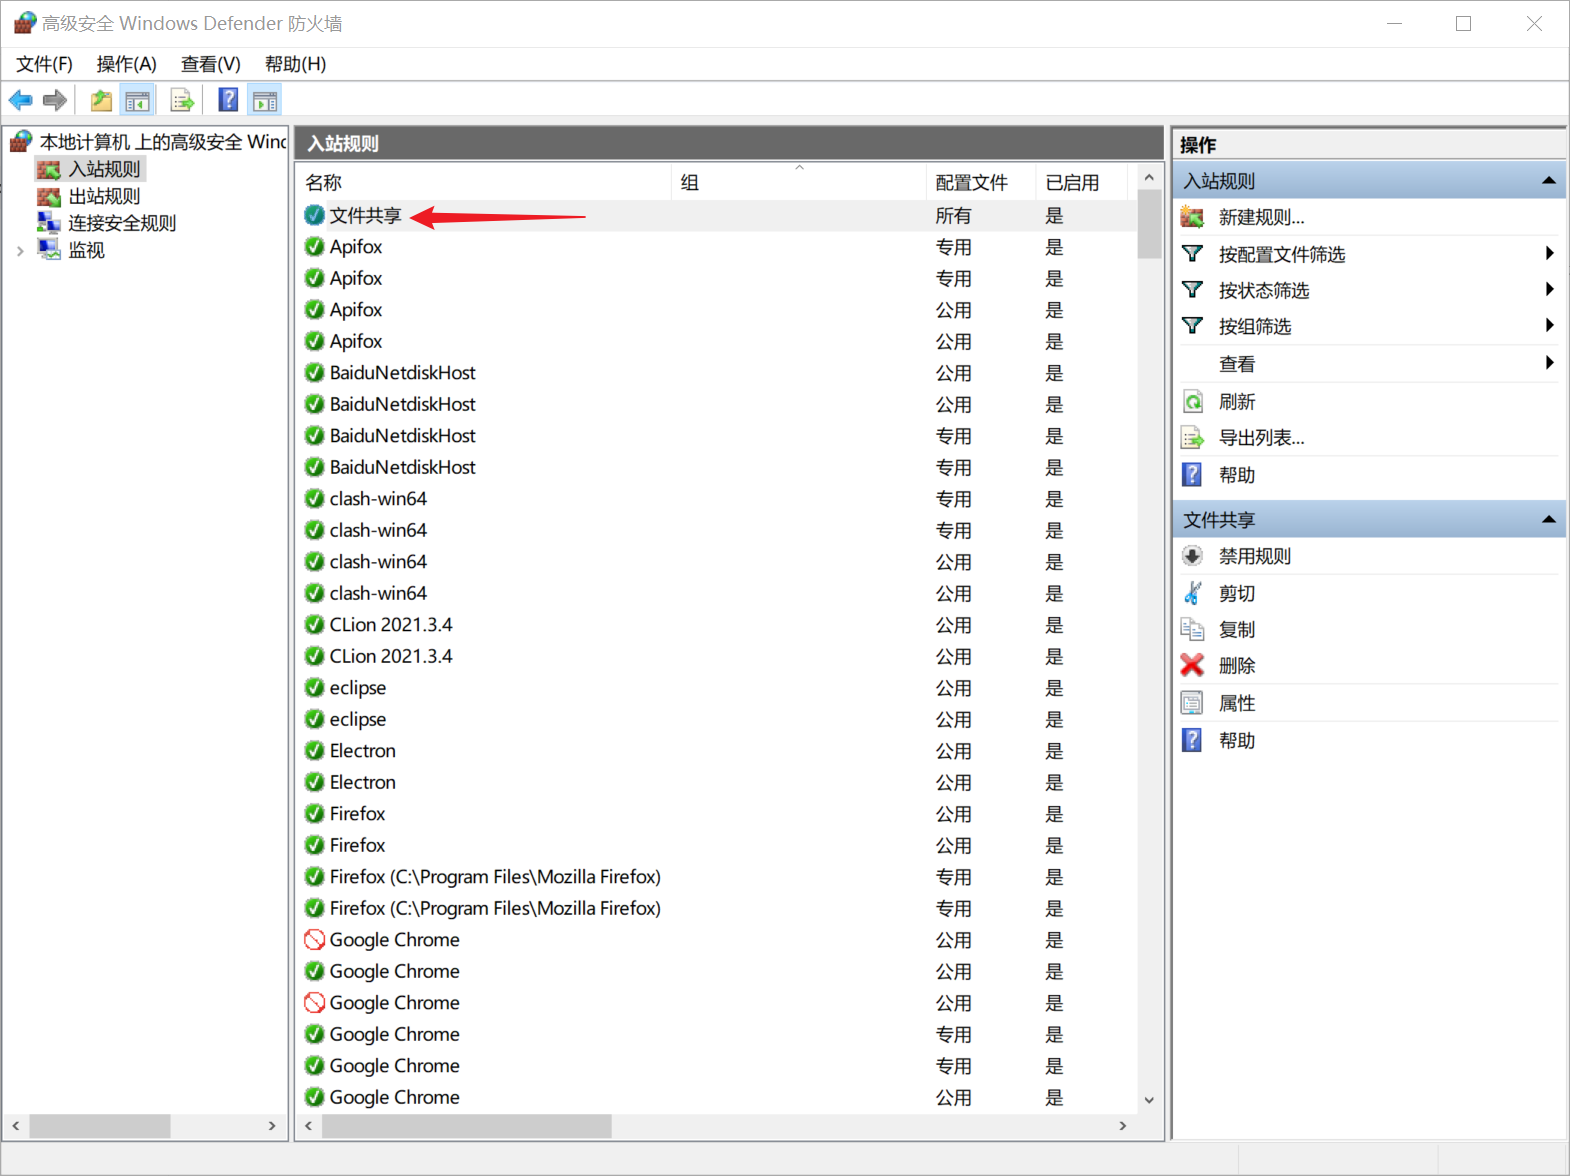 高级安全 Windows Defender 防火墙
文件(F) 操作(A) 查看(V) 帮助(H)
本地计算机 上的高级安全 Wind
入站规则
出站规则
连接安全规则
监视
入站规则
名称 组 配置文件 已启用
文件共享 所有 是
Apifox 专用 是
Apifox 专用 是
Apifox 公用 是
Apifox 公用 是
BaiduNetdiskHost 公用 是
BaiduNetdiskHost 公用 是
BaiduNetdiskHost 专用 是
BaiduNetdiskHost 专用 是
clash-win64 专用 是
clash-win64 专用 是
clash-win64 公用 是
clash-win64 公用 是
CLion 2021.3.4 公用 是
CLion 2021.3.4 公用 是
eclipse 公用 是
eclipse 公用 是
Electron 公用 是
Electron 公用 是
Firefox 公用 是
Firefox 公用 是
Firefox (C:\Program Files\Mozilla Firefox) 专用 是
Firefox (C:\Program Files\Mozilla Firefox) 专用 是
Google Chrome 公用 是
Google Chrome 公用 是
Google Chrome 公用 是
Google Chrome 专用 是
Google Chrome 专用 是
Google Chrome 公用 是
操作
入站规则
新建规则...
按配置文件筛选
按状态筛选
按组筛选
查看
刷新
导出列表...
帮助
文件共享
禁用规则
剪切
复制
删除
属性
帮助